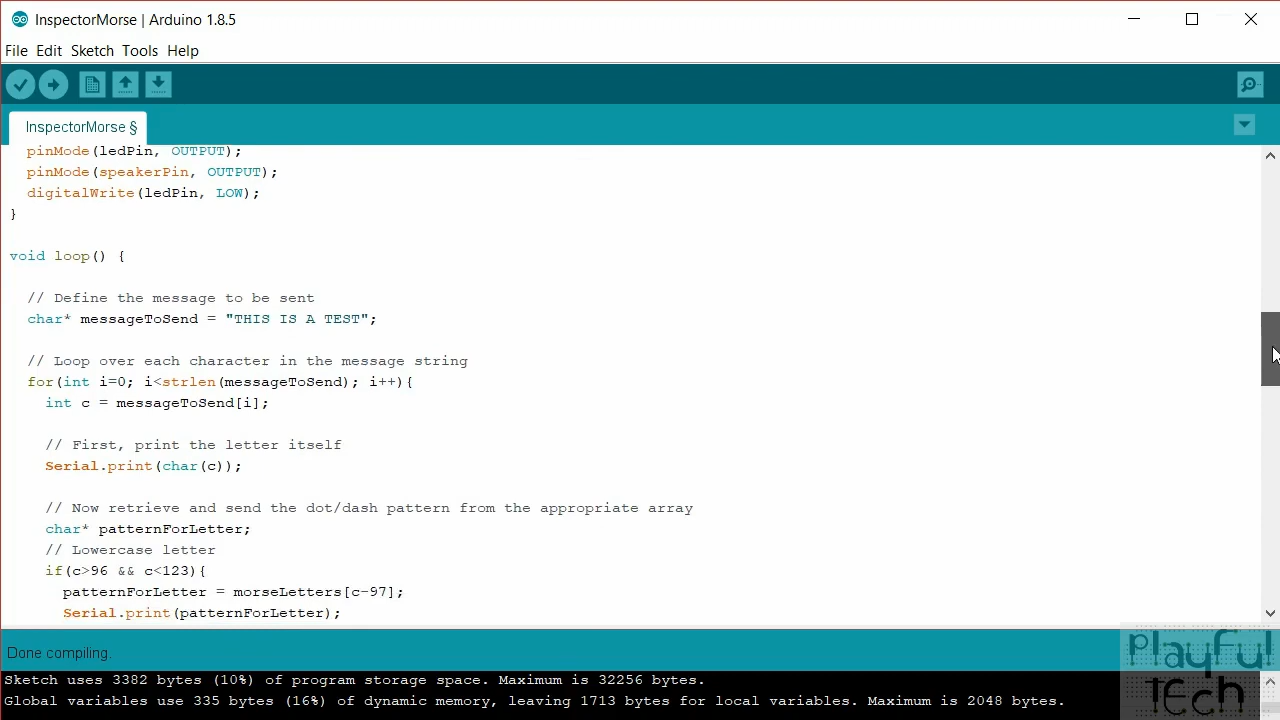 InspectorMorse | Arduino 1.8.5
File Edit Sketch Tools Help
InspectorMorse §
pinMode(ledPin, OUTPUT);
pinMode(speakerPin, OUTPUT);
digitalWrite(ledPin, LOW);
}
void loop() {
// Define the message to be sent
char* messageToSend = "THIS IS A TEST";
// Loop over each character in the message string
for(int i=0; i<strlen(messageToSend); i++){
int c = messageToSend[i];
// First, print the letter itself
Serial.print(char(c));
// Now retrieve and send the dot/dash pattern from the appropriate array
char* patternForLetter;
// Lowercase letter
if(c>96 && c<123){
patternForLetter = morseLetters[c-97];
Serial.print(patternForLetter);
Done compiling.
Sketch uses 3382 bytes (10%) of program storage space. Maximum is 32256 bytes.
Global variables use 335 bytes (16%) of dynamic memory, leaving 1713 bytes for local variables. Maximum is 2048 bytes.
PlayFul
tEch